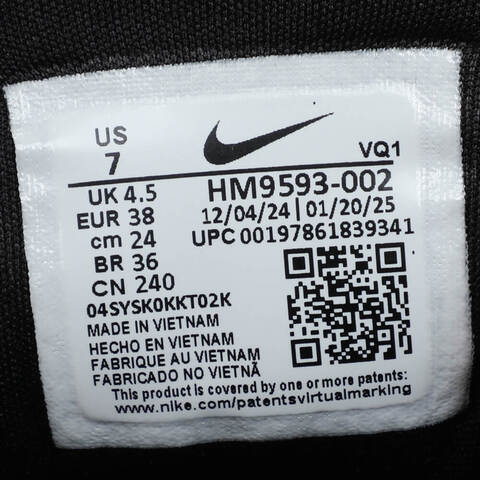 US
7
VQ1
UK 4.5
HM9593-002
EUR 38
12/04/24 | 01/20/25
cm 24
UPC 00197861839341
BR 36
CN 240
04SYSK0KKT02K
MADE IN VIETNAM
HECHO EN VIETNAM
FABRIQUE AU VIETNAM
FABRICADO NO VIETNÃ
This product is covered by one or more patents:
www.nike.com/patentsvirtualmarking